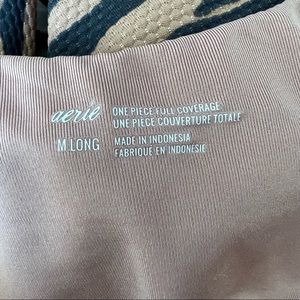 aerie
ONE PIECE FULL COVERAGE
UNE PIECE COUVERTURE TOTALE
M LONG
MADE IN INDONESIA
FABRIQUÉ EN INDONÉSIE